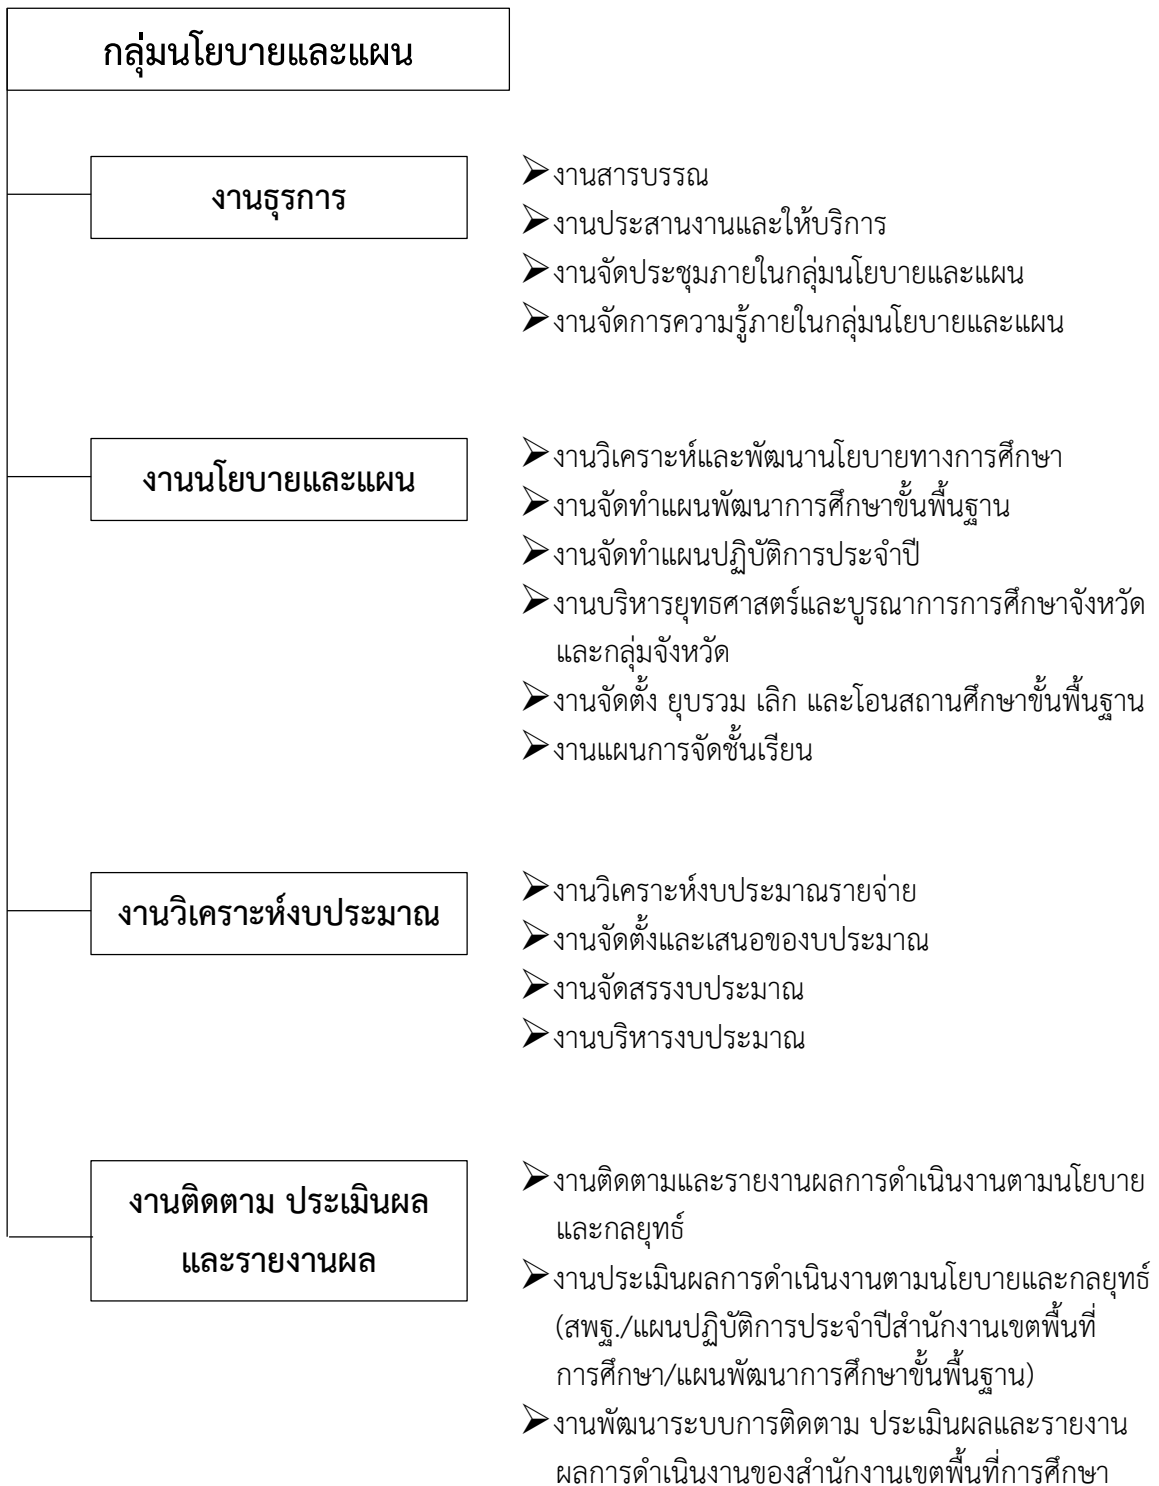 กลุ่มนโยบายและแผน
งานธุรการ
➢งานสารบรรณ
➢งานประสานงานและให้บริการ
➢งานจัดประชุมภายในกลุ่มนโยบายและแผน
➢งานจัดการความรู้ภายในกลุ่มนโยบายและแผน
งานนโยบายและแผน
➢งานวิเคราะห์และพัฒนานโยบายทางการศึกษา
➢งานจัดทำแผนพัฒนาการศึกษาขั้นพื้นฐาน
➢งานจัดทำแผนปฏิบัติการประจำปี
➢งานบริหารยุทธศาสตร์และบูรณาการการศึกษาจังหวัด
และกลุ่มจังหวัด
➢งานจัดตั้ง ยุบรวม เลิก และโอนสถานศึกษาขั้นพื้นฐาน
➢งานแผนการจัดชั้นเรียน
งานวิเคราะห์งบประมาณ
➢งานวิเคราะห์งบประมาณรายจ่าย
➢งานจัดตั้งและเสนอของบประมาณ
➢งานจัดสรรงบประมาณ
➢งานบริหารงบประมาณ
งานติดตาม ประเมินผล
และรายงานผล
➢งานติดตามและรายงานผลการดำเนินงานตามนโยบาย
และกลยุทธ์
➢งานประเมินผลการดำเนินงานตามนโยบายและกลยุทธ์
(สพฐ./แผนปฏิบัติการประจำปีสำนักงานเขตพื้นที่
การศึกษา/แผนพัฒนาการศึกษาขั้นพื้นฐาน)
➢งานพัฒนาระบบการติดตาม ประเมินผลและรายงาน
ผลการดำเนินงานของสำนักงานเขตพื้นที่การศึกษา